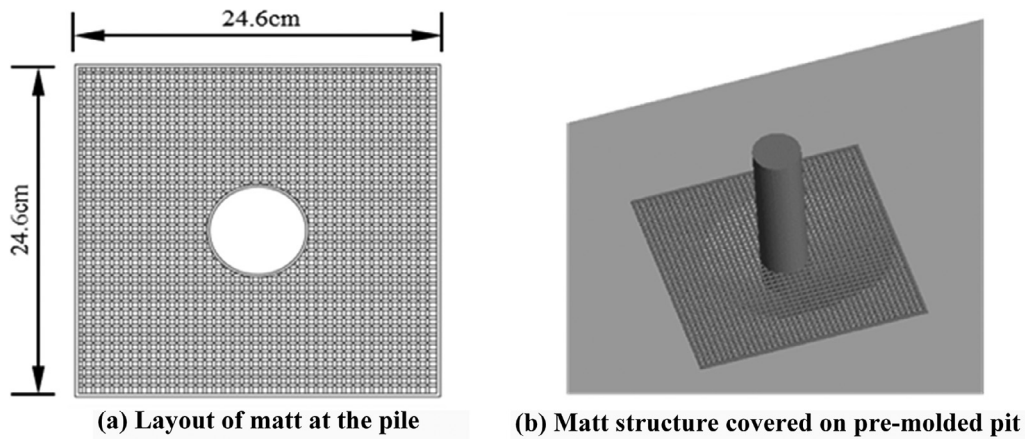 24.6cm
24.6cm
(a) Layout of matt at the pile
(b) Matt structure covered on pre-molded pit